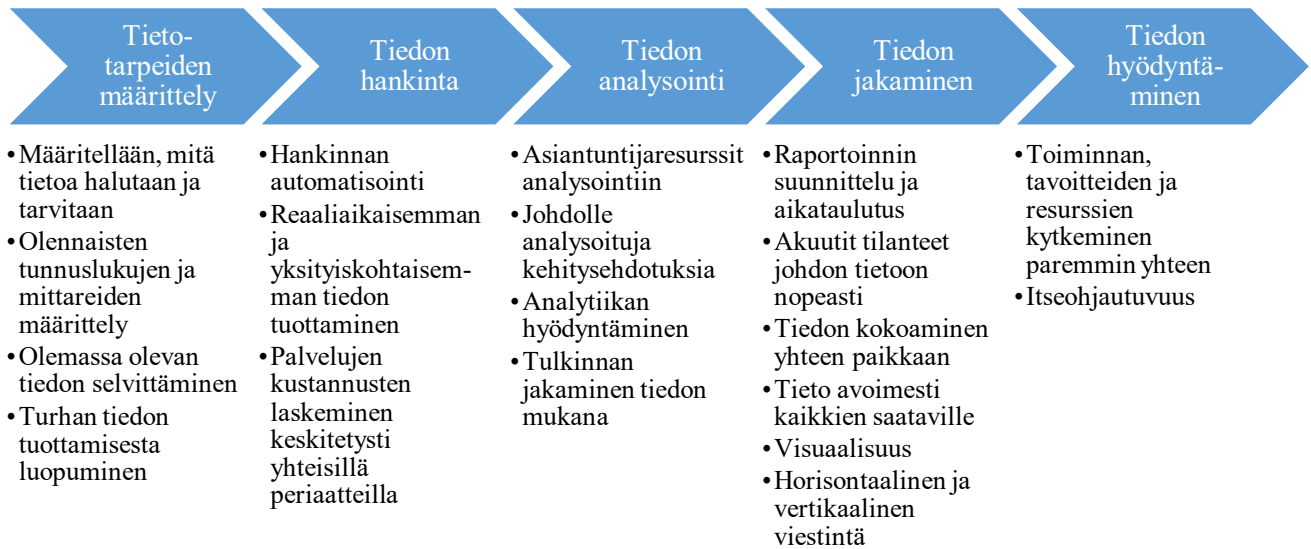 Tieto-
tarpeiden
määrittely
Tiedon
hankinta
Tiedon
analysointi
Tiedon
jakaminen
Tiedon
hyödyntä-
minen
•Määritellään, mitä
tietoa halutaan ja
tarvitaan
•Olennaisten
tunnuslukujen ja
mittareiden
määrittely
•Olemassa olevan
tiedon selvittäminen
•Turhan tiedon
tuottamisesta
luopuminen
•Hankinnan
automatisointi
•Reaaliaikaisemman
ja
yksityiskohtaisem-
man tiedon
tuottaminen
•Palvelujen
kustannusten
laskeminen
keskitetysti
yhteisillä
periaatteilla
•Asiantuntijaresurssit
analysointiin
•Johdolle
analysoituja
kehitysehdotuksia
•Analytiikan
hyödyntäminen
•Tulkinnan
jakaminen tiedon
mukana
•Raportoinnin
suunnittelu ja
aikataulutus
•Akuutit tilanteet
johdon tietoon
nopeasti
•Tiedon kokoaminen
yhteen paikkaan
•Tieto avoimesti
kaikkien saataville
•Visuaalisuus
•Horisontaalinen ja
vertikaalinen
viestintä
•Toiminnan,
tavoitteiden ja
resurssien
kytkeminen
paremmin yhteen
•Itseohjautuvuus